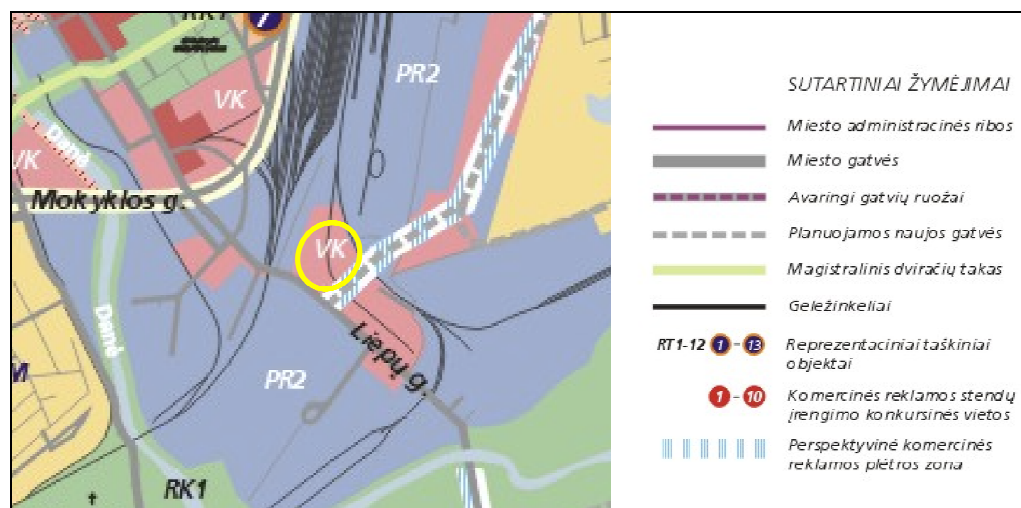 RK1
1
PR2
VK
Danė
VK
Mokyklos g.
VK
Danė
Liepų g.
PR2
M
RK1
SUTARTINIAI ŽYMĖJIMAI
Miesto administracinės ribos
Miesto gatvės
Avaringi gatvių ruožai
Planuojamos naujos gatvės
Magistralinis dviračių takas
Geležinkeliai
RT1-12 1 - 13 Reprezentaciniai taškiniai
objektai
1 - 10 Komercinės reklamos stendų
įrengimo konkursinės vietos
Perspektyvinė komercinės
reklamos plėtros zona